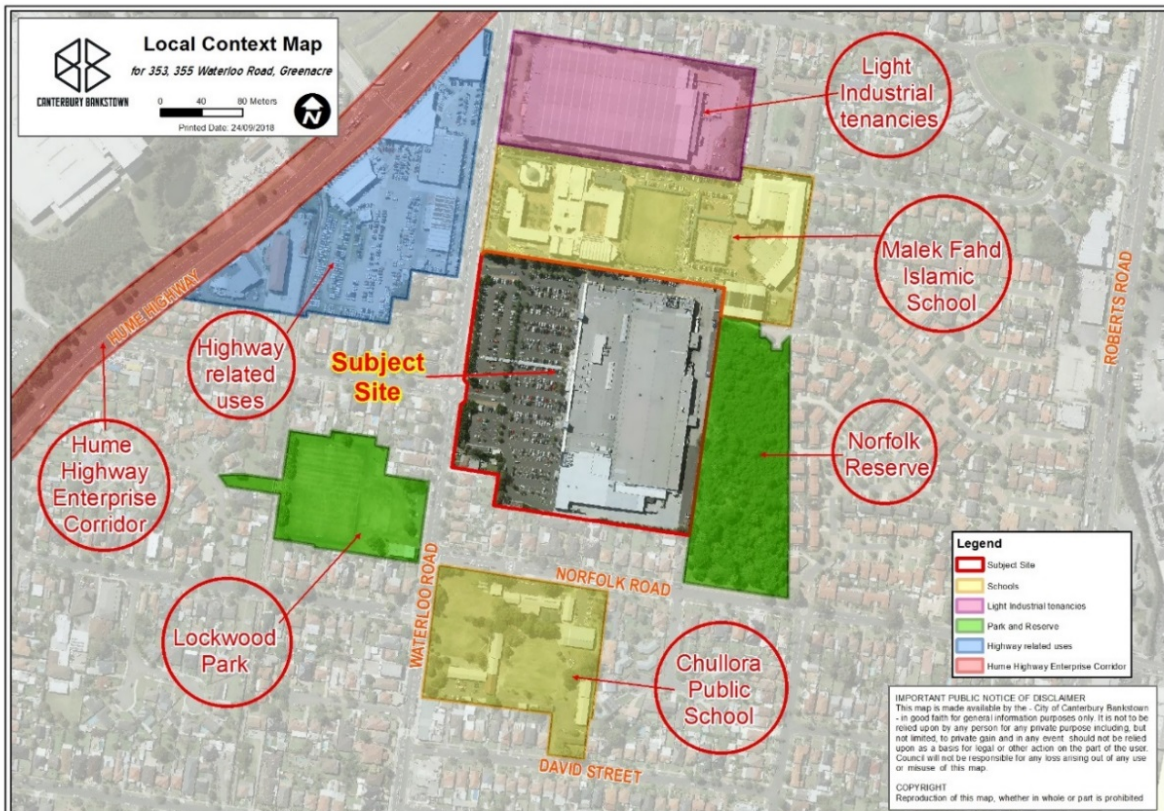 Local Context Map
for 353, 355 Waterloo Road, Greenacre
CANTERBURY BANKSTOWN
0 40 80 Meters
N
Printed Date: 24/09/2018
Light
Industrial
tenancies
Malek Fahd
Islamic
School
ROBERTS ROAD
HUME HIGHWAY
Highway
related
uses
Subject
Site
Hume
Highway
Enterprise
Corridor
Norfolk
Reserve
Lockwood
Park
WATERLOO ROAD
NORFOLK ROAD
Chullora
Public
School
DAVID STREET
Legend
Subject Site
Schools
Light Industrial tenancies
Park and Reserve
Highway related uses
Hume Highway Enterprise Corridor
IMPORTANT PUBLIC NOTICE OF DISCLAIMER
This map is made available by the - City of Canterbury Bankstown
- in good faith for general information purposes only. It is not to be
relied upon by any person for any private purpose including, but
not limited, to private gain and in any event should not be relied
upon as a basis for legal or other action on the part of the user.
Council will not be responsible for any loss arising out of any use
or misuse of this map.
COPYRIGHT
Reproduction of this map, whether in whole or part is prohibited